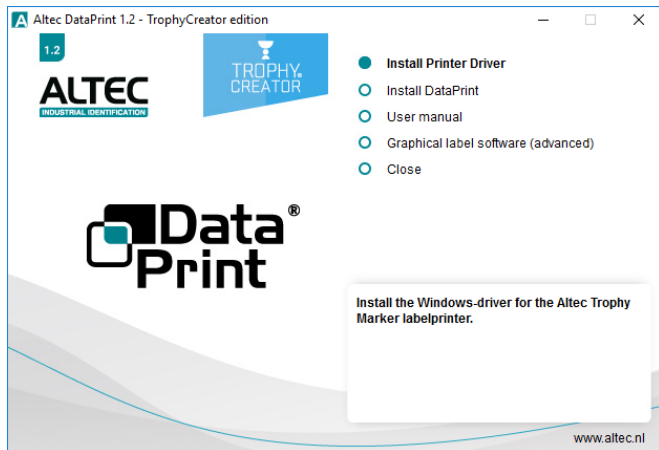 Altec DataPrint 1.2 - TrophyCreator edition
1.2
ALTEC
INDUSTRIAL IDENTIFICATION
TROPHY®
CREATOR
Data®
Print
Install Printer Driver
Install DataPrint
User manual
Graphical label software (advanced)
Close
Install the Windows-driver for the Altec Trophy
Marker labelprinter.
www.altec.nl